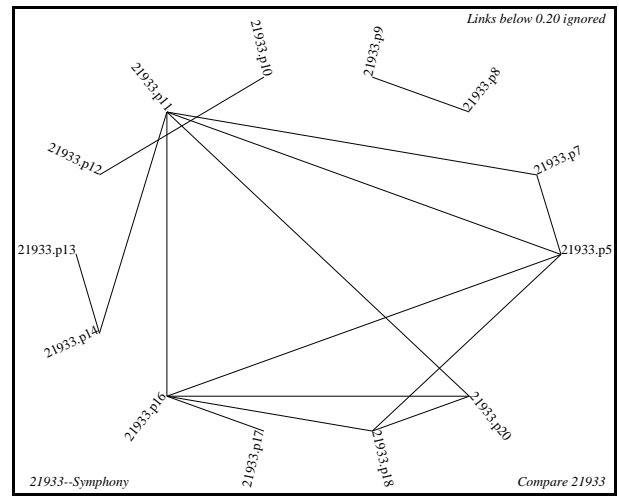 Links below 0.20 ignored
21933.p9
21933.p10
21933.p8
21933.p11
21933.p7
21933.p12
21933.p13
21933.p5
21933.p14
21933.p16
21933.p20
21933.p17
21933.p18
21933--Symphony
Compare 21933